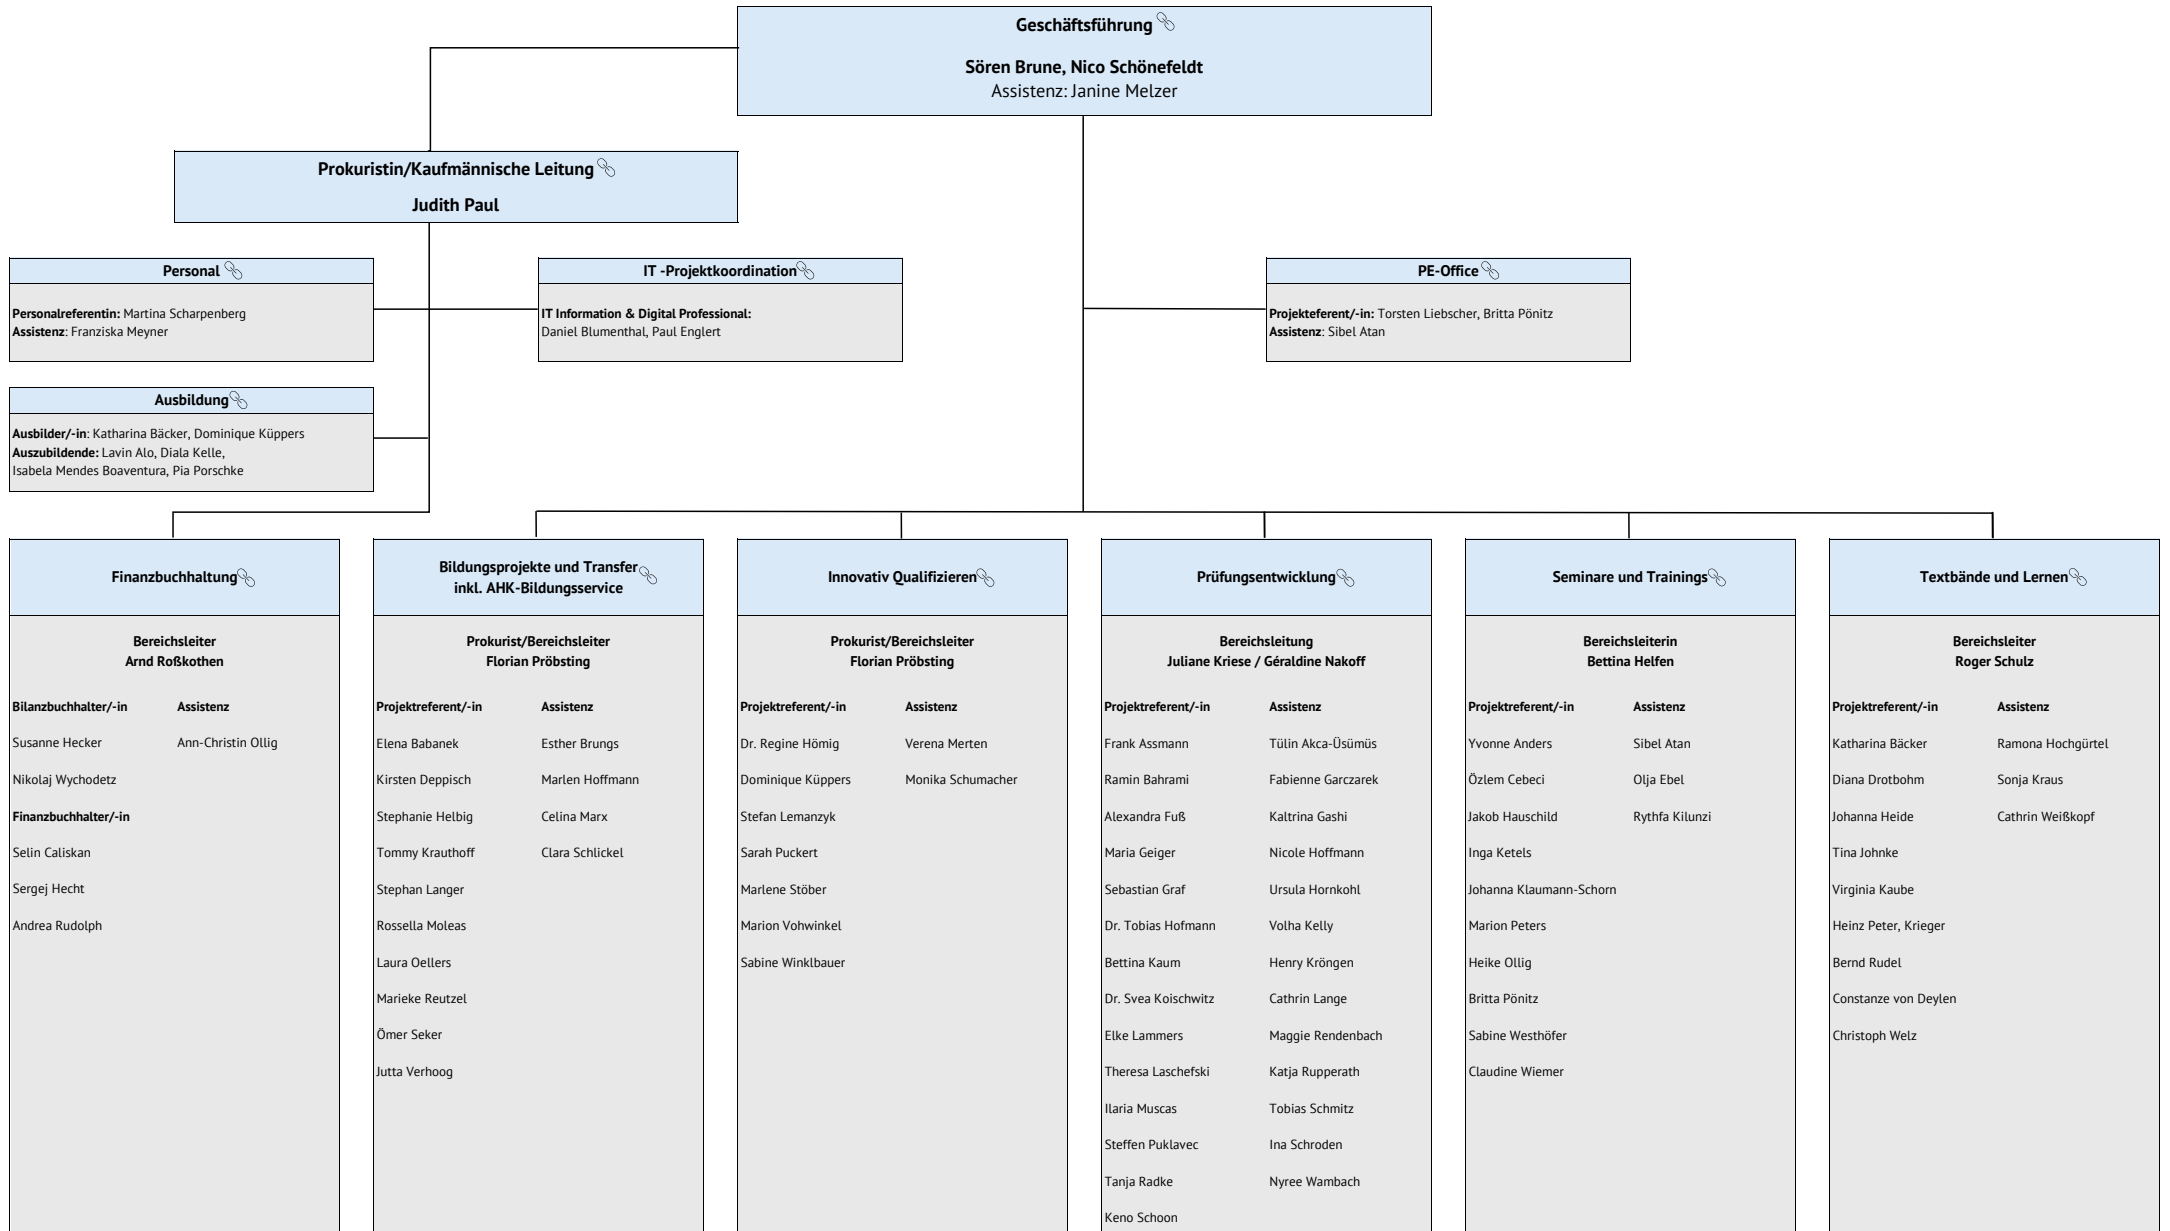 Geschäftsführung
Sören Brune, Nico Schönefeldt
Assistenz: Janine Melzer
Prokuristin/Kaufmännische Leitung
Judith Paul
Personal
Personalreferentin: Martina Scharpenberg
Assistenz: Franziska Meyner
IT -Projektkoordination
IT Information & Digital Professional:
Daniel Blumenthal, Paul Englert
PE-Office
Projekteferent/-in: Torsten Liebscher, Britta Pönitz
Assistenz: Sibel Atan
Ausbildung
Ausbilder/-in: Katharina Bäcker, Dominique Küppers
Auszubildende: Lavin Alo, Diala Kelle,
Isabela Mendes Boaventura, Pia Porschke
Finanzbuchhaltung
Bereichsleiter
Arnd Roßkothen
Bilanzbuchhalter/-in
Susanne Hecker
Nikolaj Wychodetz
Finanzbuchhalter/-in
Selin Caliskan
Sergej Hecht
Andrea Rudolph
Assistenz
Ann-Christin Ollig
Bildungsprojekte und Transfer
inkl. AHK-Bildungsservice
Prokurist/Bereichsleiter
Florian Pröbsting
Projektreferent/-in
Elena Babanek
Kirsten Deppisch
Stephanie Helbig
Tommy Krauthoff
Stephan Langer
Rossella Moleas
Laura Oellers
Marieke Reutzel
Ömer Seker
Jutta Verhoog
Assistenz
Esther Brungs
Marlen Hoffmann
Celina Marx
Clara Schlickel
Innovativ Qualifizieren
Prokurist/Bereichsleiter
Florian Pröbsting
Projektreferent/-in
Dr. Regine Hömig
Dominique Küppers
Stefan Lemanzyk
Sarah Puckert
Marlene Stöber
Marion Vohwinkel
Sabine Winklbauer
Assistenz
Verena Merten
Monika Schumacher
Prüfungsentwicklung
Bereichsleitung
Juliane Kriese / Géraldine Nakoff
Projektreferent/-in
Frank Assmann
Ramin Bahrami
Alexandra Fuß
Maria Geiger
Sebastian Graf
Dr. Tobias Hofmann
Bettina Kaum
Dr. Svea Koischwitz
Elke Lammers
Theresa Laschefski
Ilaria Muscas
Steffen Puklavec
Tanja Radke
Keno Schoon
Assistenz
Tülin Akca-Üsümüs
Fabienne Garczarek
Kaltrina Gashi
Nicole Hoffmann
Ursula Hornkohl
Volha Kelly
Henry Kröngen
Cathrin Lange
Maggie Rendenbach
Katja Rupperath
Tobias Schmitz
Ina Schroden
Nyree Wambach
Seminare und Trainings
Bereichsleiterin
Bettina Helfen
Projektreferent/-in
Yvonne Anders
Özlem Cebeci
Jakob Hauschild
Inga Ketels
Johanna Klaumann-Schorn
Marion Peters
Heike Ollig
Britta Pönitz
Sabine Westhöfer
Claudine Wiemer
Assistenz
Sibel Atan
Olja Ebel
Rythfa Kilunzi
Textbände und Lernen
Bereichsleiter
Roger Schulz
Projektreferent/-in
Katharina Bäcker
Diana Drotbohm
Johanna Heide
Tina Johnke
Virginia Kaube
Heinz Peter, Krieger
Bernd Rudel
Constanze von Deylen
Christoph Welz
Assistenz
Ramona Hochgürtel
Sonja Kraus
Cathrin Weißkopf